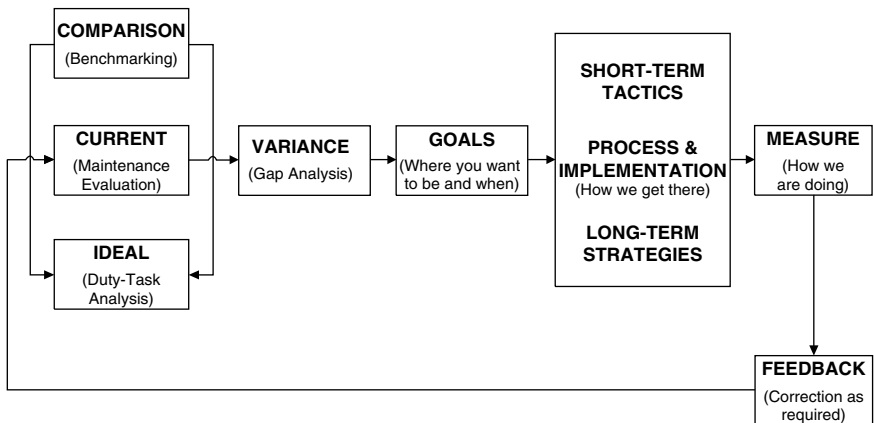 COMPARISON
(Benchmarking)
CURRENT
(Maintenance
Evaluation)
IDEAL
(Duty-Task
Analysis)
VARIANCE
(Gap Analysis)
GOALS
(Where you want
to be and when)
SHORT-TERM
TACTICS
PROCESS &
IMPLEMENTATION
(How we get there)
LONG-TERM
STRATEGIES
MEASURE
(How we
are doing)
FEEDBACK
(Correction as
required)